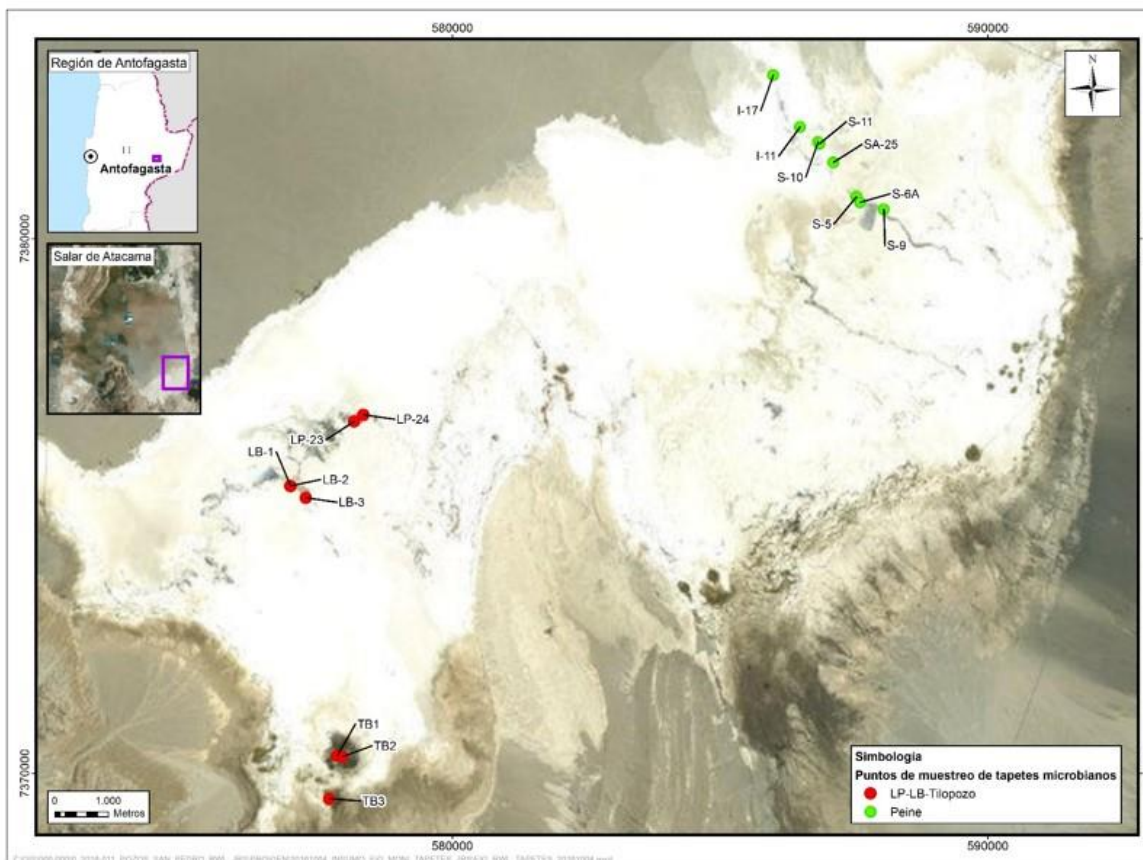 580000
590000
Región de Antofagasta
II
Antofagasta
N
I-17
S-11
I-11
SA-25
S-10
S-6A
S-5
S-9
7380000
Salar de Atacama
LP-24
LP-23
LB-1
LB-2
LB-3
TB1
TB2
TB3
7370000
Simbología
Puntos de muestreo de tapetes microbianos
LP-LB-Tilopozo
Peine
0 1.000
Metros
580000
590000